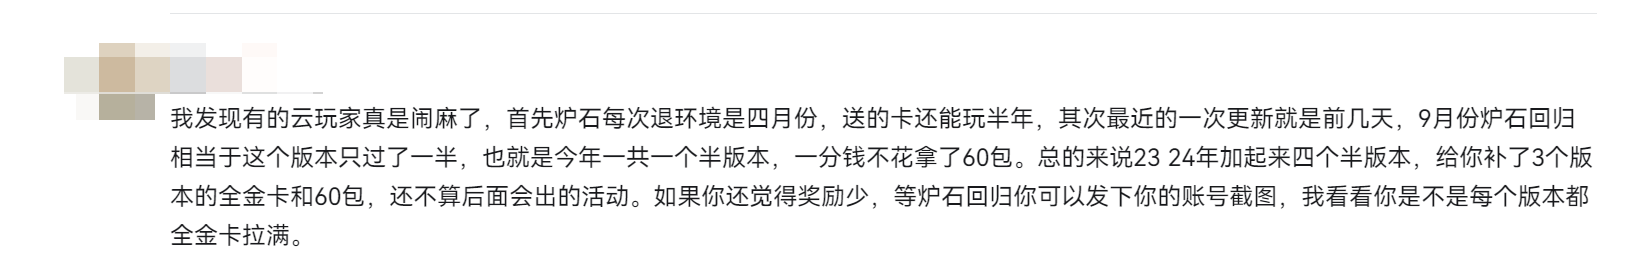 我发现有的云玩家真是闹麻了，首先炉石每次退环境是四月份，送的卡还能玩半年，其次最近的一次更新就是前几天，9月份炉石回归
相当于这个版本只过了一半，也就是今年一共一个半版本，一分钱不花拿了60包。总的来说23 24年加起来四个半版本，给你补了3个版
本的全金卡和60包，还不算后面会出的活动。如果你还觉得奖励少，等炉石回归你可以发下你的账号截图，我看看你是不是每个版本都
全金卡拉满。